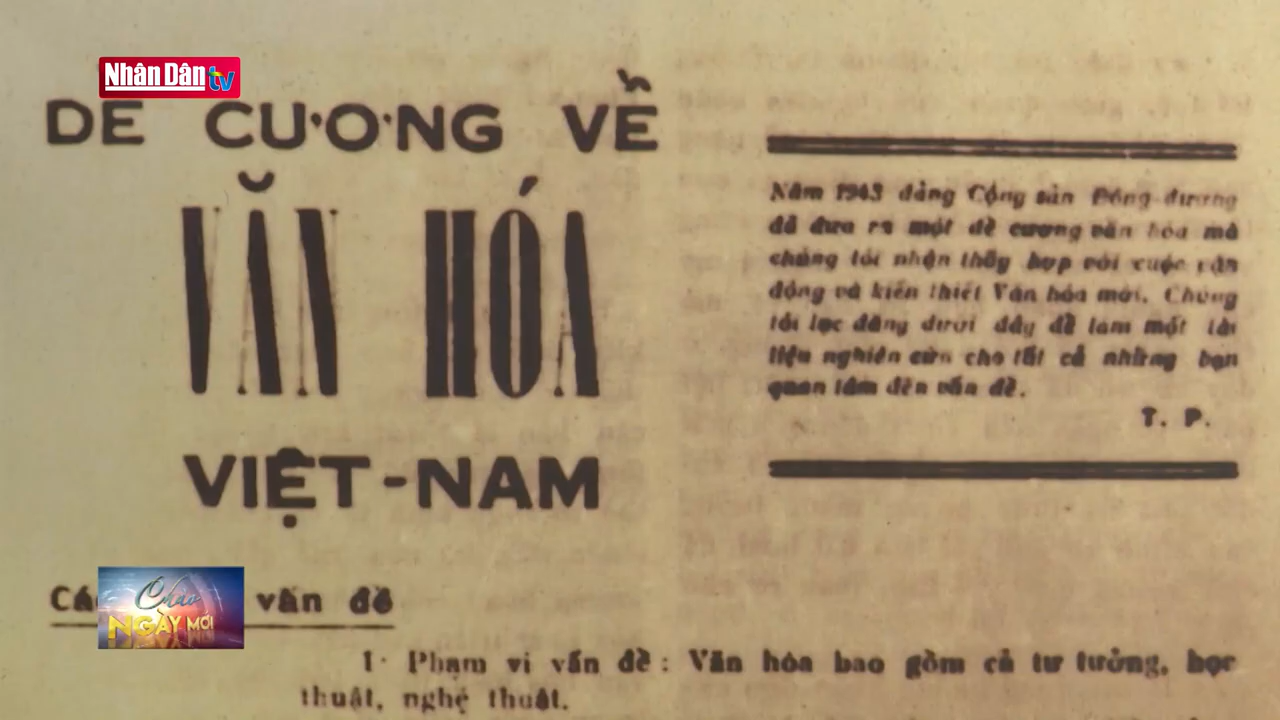 Nhân Dân tv
DE CƯƠNG VỀ
VĂN HÓA
VIỆT-NAM
Năm 1943 đảng Cộng sản Đông dương
đã đưa ra một đề cương văn hóa mà
chúng tôi nhận thấy hợp với cuộc vận
động và kiến thiết Văn hóa mới. Chúng
tôi lục đăng dưới đây để làm một tài
liệu nghiên cứu cho tất cả những bạn
quan tâm đến vấn đề.
T. P.
vấn đề
Chào
NGÀY MỚI
1· Phạm vi vấn đề : Văn hóa bao gồm cả tư tưởng, học
thuật, nghệ thuật.